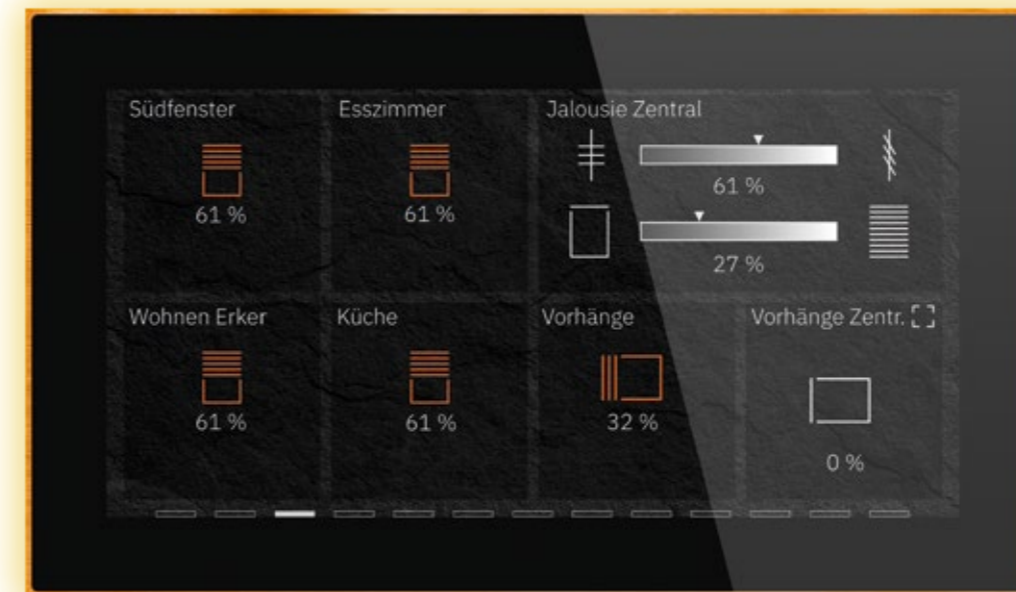 Südfenster
61 %
Esszimmer
61 %
Jalousie Zentral
61 %
27 %
Wohnen Erker
61 %
Küche
61 %
Vorhänge
32 %
Vorhänge Zentr.
0 %